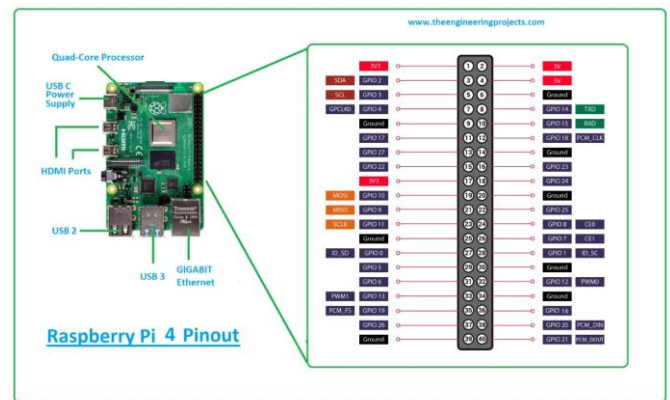 www.theengineeringprojects.com
Quad-Core Processor
USB C
Power
Supply
HDMI Ports
USB 2
USB 3
GIGABIT
Ethernet
Raspberry Pi 4 Pinout
3V3 1 2 5V
SDA GPIO 2 3 4 5V
SCL GPIO 3 5 6 Ground
GPCLK0 GPIO 4 7 8 GPIO 14 TXD
Ground 9 10 GPIO 15 RXD
GPIO 17 11 12 GPIO 18 PCM_CLK
GPIO 27 13 14 Ground
GPIO 22 15 16 GPIO 23
3V3 17 18 GPIO 24
MOSI GPIO 10 19 20 Ground
MISO GPIO 9 21 22 GPIO 25
SCLK GPIO 11 23 24 GPIO 8 CE0
Ground 25 26 GPIO 7 CE1
ID_SD GPIO 0 27 28 GPIO 1 ID_SC
GPIO 5 29 30 Ground
GPIO 6 31 32 GPIO 12 PWM0
PWM1 GPIO 13 33 34 Ground
PCM_FS GPIO 19 35 36 GPIO 16
GPIO 26 37 38 GPIO 20 PCM_DIN
Ground 39 40 GPIO 21 PCM_DOUT